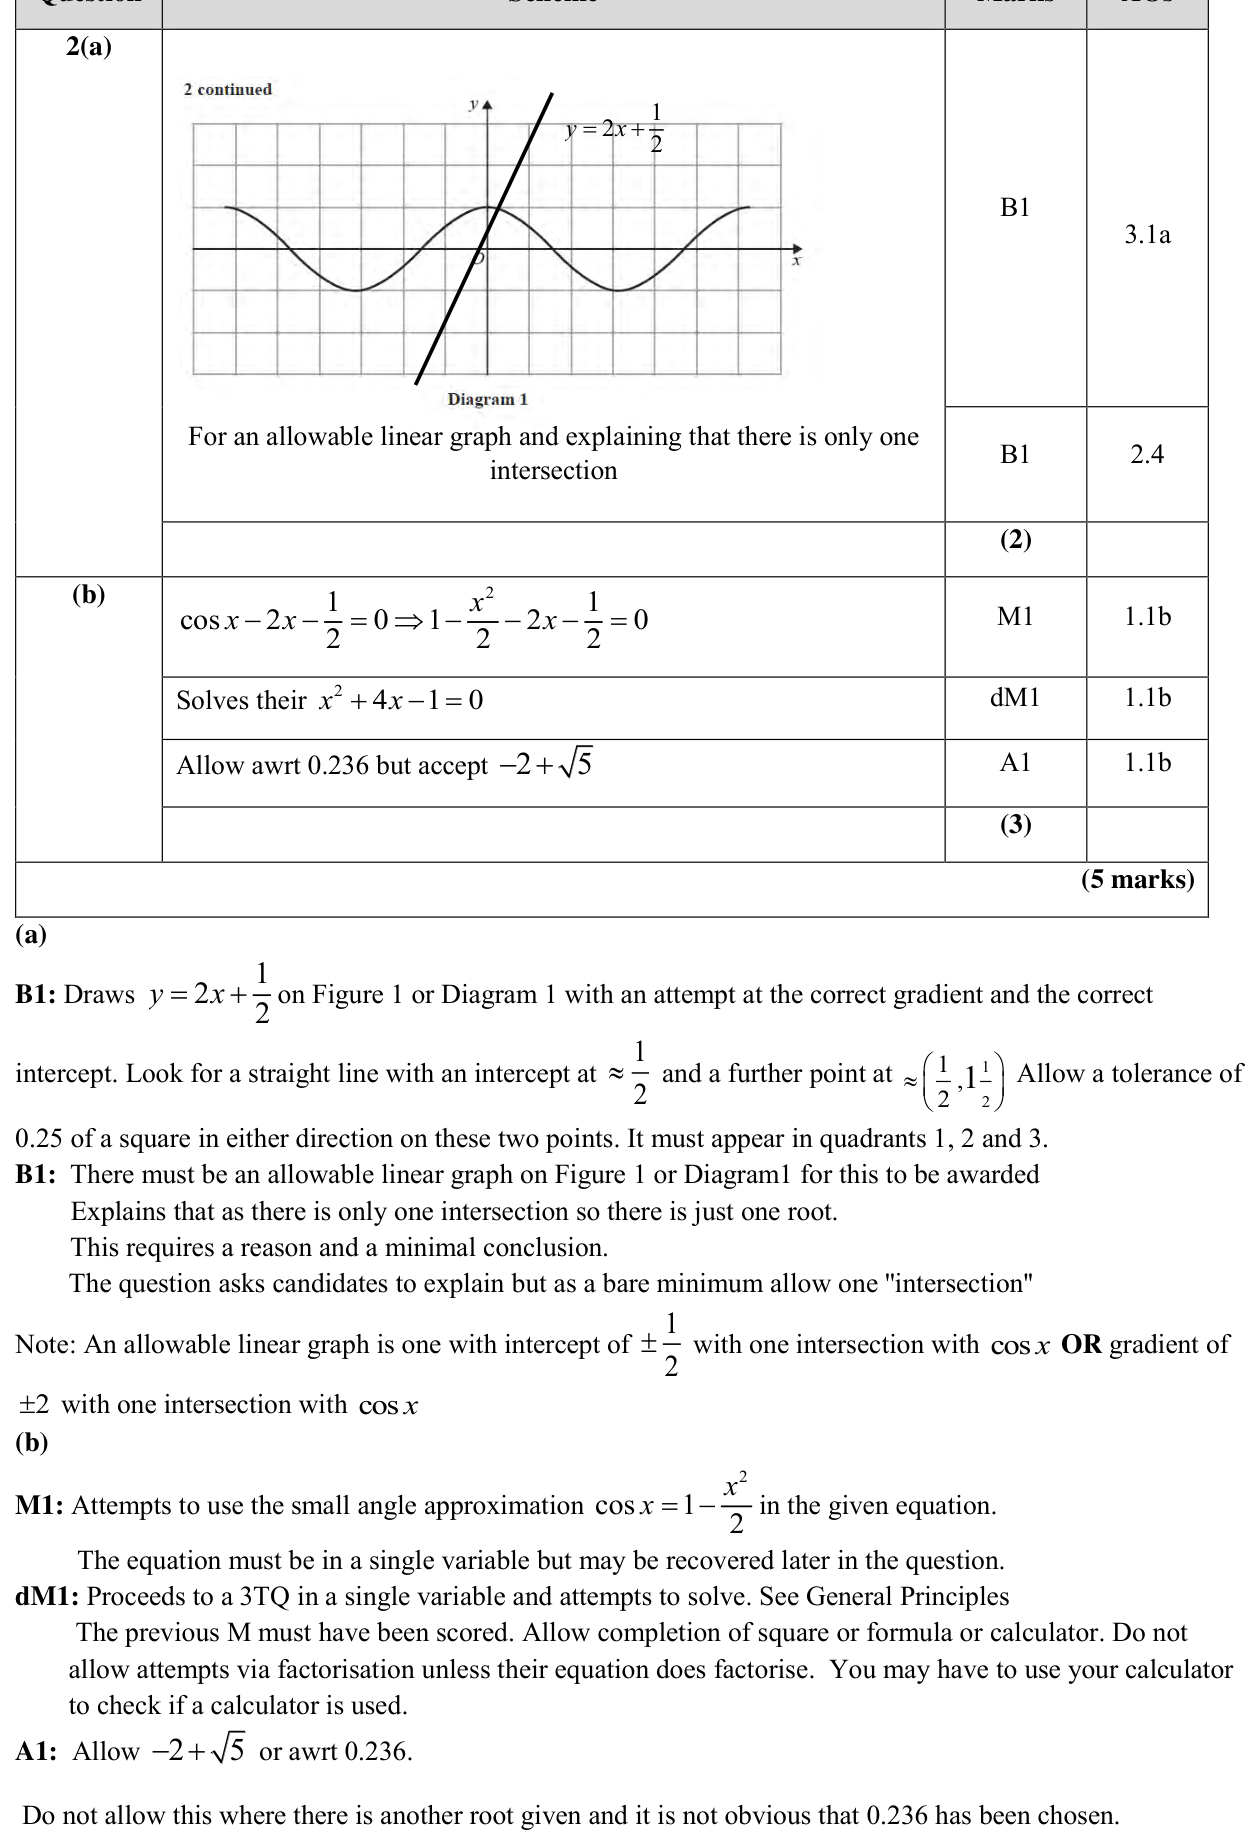 Question Scheme Marks AOs
2(a)
2 continued
y
y = 2x + 1/2
B1
3.1a
O
x
Diagram 1
For an allowable linear graph and explaining that there is only one
intersection
B1 2.4
(2)
(b) cos x − 2x − 1/2 = 0 ⇒ 1 − x²/2 − 2x − 1/2 = 0 M1 1.1b
Solves their x² + 4x − 1 = 0 dM1 1.1b
Allow awrt 0.236 but accept −2 + √5 A1 1.1b
(3)
(5 marks)
(a)
B1: Draws y = 2x + 1/2 on Figure 1 or Diagram 1 with an attempt at the correct gradient and the correct
intercept. Look for a straight line with an intercept at ≈ 1/2 and a further point at ≈ (1/2, 1 1/2) Allow a tolerance of
0.25 of a square in either direction on these two points. It must appear in quadrants 1, 2 and 3.
B1: There must be an allowable linear graph on Figure 1 or Diagram1 for this to be awarded
Explains that as there is only one intersection so there is just one root.
This requires a reason and a minimal conclusion.
The question asks candidates to explain but as a bare minimum allow one "intersection"
Note: An allowable linear graph is one with intercept of ± 1/2 with one intersection with cos x OR gradient of
±2 with one intersection with cos x
(b)
M1: Attempts to use the small angle approximation cos x = 1 − x²/2 in the given equation.
The equation must be in a single variable but may be recovered later in the question.
dM1: Proceeds to a 3TQ in a single variable and attempts to solve. See General Principles
The previous M must have been scored. Allow completion of square or formula or calculator. Do not
allow attempts via factorisation unless their equation does factorise. You may have to use your calculator
to check if a calculator is used.
A1: Allow −2 + √5 or awrt 0.236.
Do not allow this where there is another root given and it is not obvious that 0.236 has been chosen.